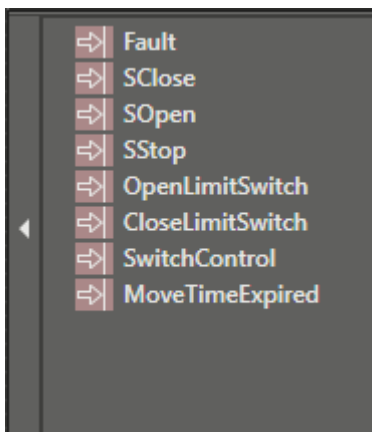 Fault
SClose
SOpen
SStop
OpenLimitSwitch
CloseLimitSwitch
SwitchControl
MoveTimeExpired